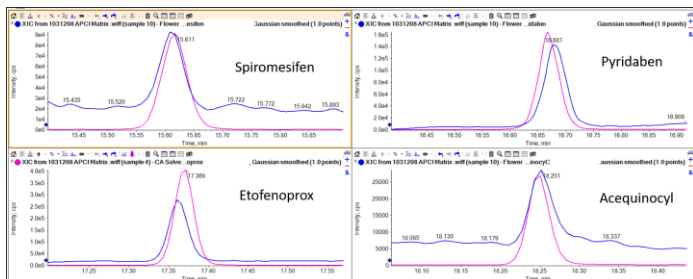 XIC from 1031208 APCI Matrix.wiff (sample 10) - Flower ...esifen
Gaussian smoothed (1.0 points)
Spiromesifen
Intensity, cps
9e4
8e4
6e4
4e4
2e4
0e0
15.435
15.520
15.611
15.722
15.772
15.842
15.893
15.45
15.50
15.55
15.60
15.65
15.70
15.75
15.80
15.85
Time, min
XIC from 1031208 APCI Matrix.wiff (sample 10) - Flower ...idaben
Gaussian smoothed (1.0 points)
Pyridaben
Intensity, cps
1.6e5
1.4e5
1.2e5
1.0e5
8.0e4
6.0e4
4.0e4
2.0e4
0.0e0
16.681
16.908
16.45
16.50
16.55
16.60
16.65
16.70
16.75
16.80
16.85
16.90
Time, min
XIC from 1031208 APCI Matrix.wiff (sample 4) - CA Solve...oprox
Gaussian smoothed (1.0 points)
Etofenprox
Intensity, cps
4.0e5
3.0e5
2.5e5
2.0e5
1.5e5
1.0e5
5.0e4
0.0e0
17.369
17.25
17.30
17.35
17.40
17.45
17.50
17.55
Time, min
XIC from 1031208 APCI Matrix.wiff (sample 10) - Flower ...inocyl
aussian smoothed (1.0 points)
Acequinocyl
Intensity, cps
25000
20000
15000
10000
5000
0
18.085
18.130
18.179
18.251
18.337
18.10
18.15
18.20
18.25
18.30
18.35
18.40
Time, min